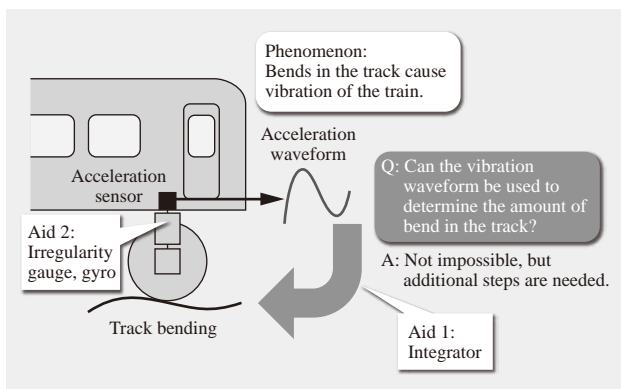 Phenomenon:
Bends in the track cause
vibration of the train.
Acceleration
waveform
Acceleration
sensor
Q: Can the vibration
waveform be used to
determine the amount of
bend in the track?
Aid 2:
Irregularity
gauge, gyro
A: Not impossible, but
additional steps are needed.
Track bending
Aid 1:
Integrator